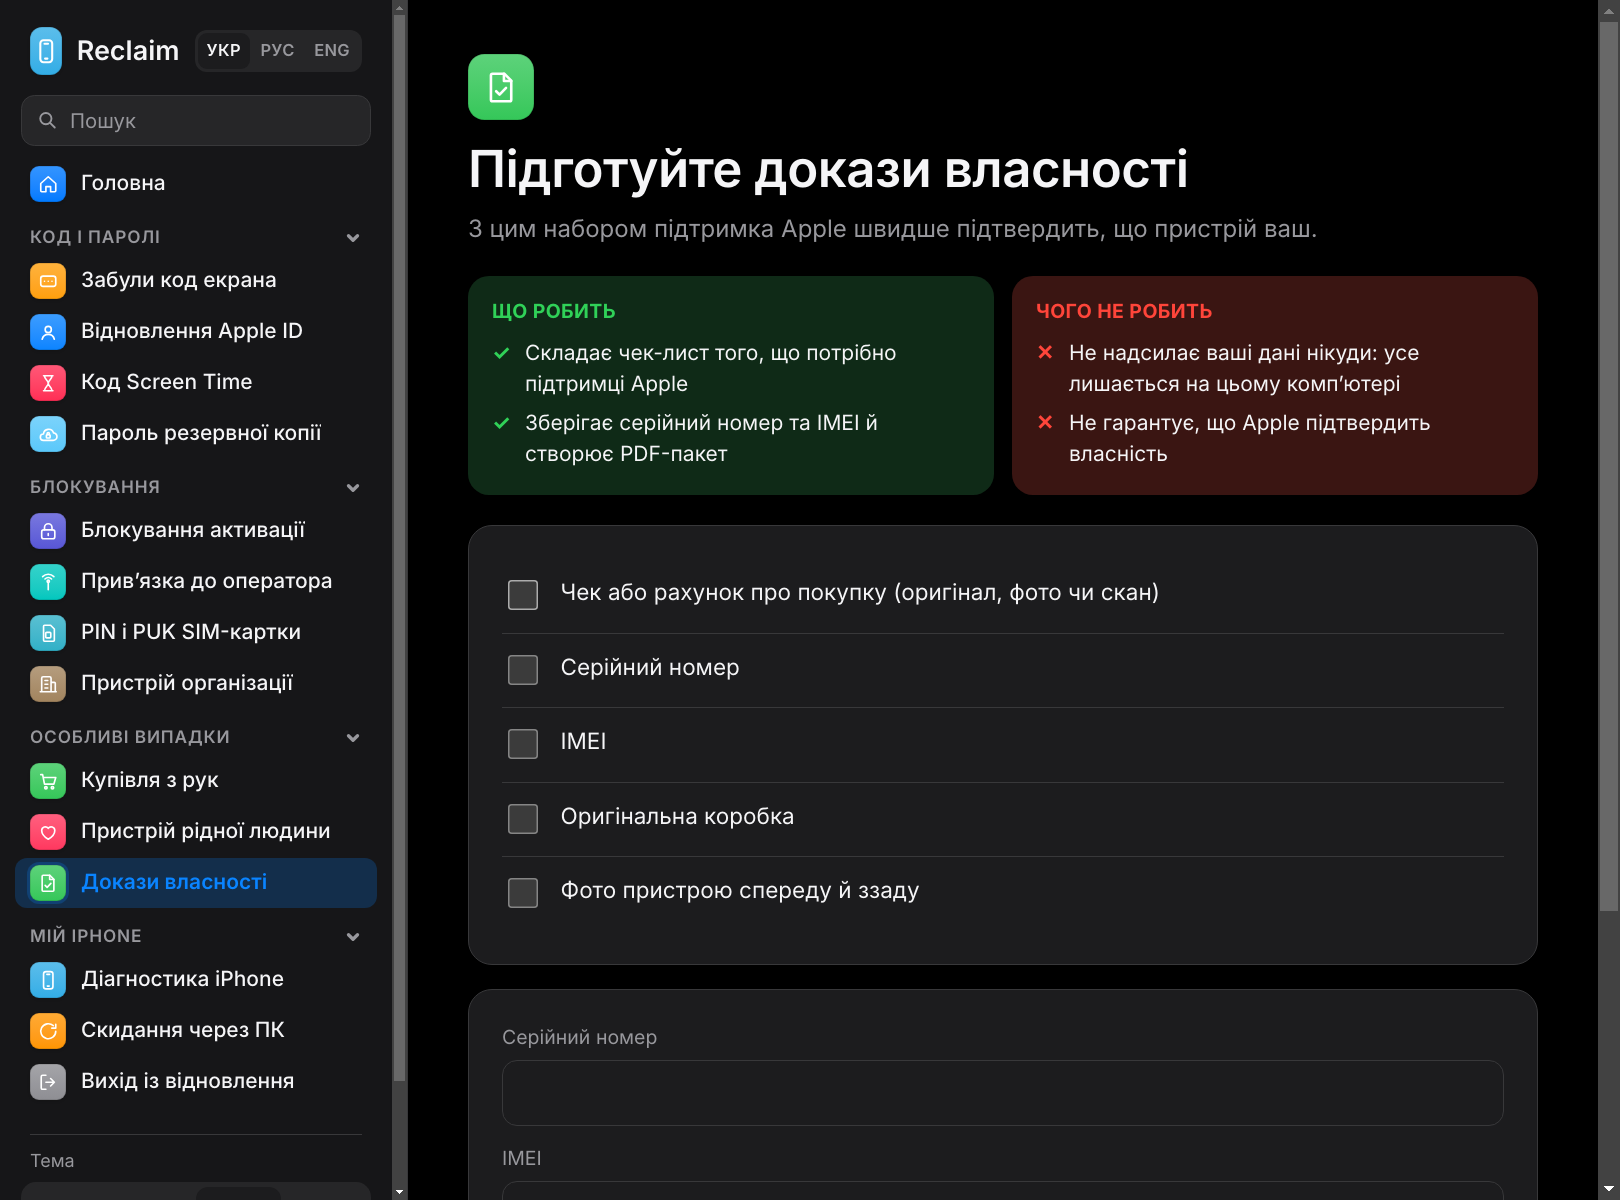 Reclaim
УКР РУС ENG
Пошук
Головна
КОД І ПАРОЛІ
Забули код екрана
Відновлення Apple ID
Код Screen Time
Пароль резервної копії
БЛОКУВАННЯ
Блокування активації
Прив’язка до оператора
PIN і PUK SIM-картки
Пристрій організації
ОСОБЛИВІ ВИПАДКИ
Купівля з рук
Пристрій рідної людини
Докази власності
МІЙ IPHONE
Діагностика iPhone
Скидання через ПК
Вихід із відновлення
Тема
Підготуйте докази власності
З цим набором підтримка Apple швидше підтвердить, що пристрій ваш.
ЩО РОБИТЬ
Складає чек-лист того, що потрібно
підтримці Apple
Зберігає серійний номер та IMEI й
створює PDF-пакет
ЧОГО НЕ РОБИТЬ
Не надсилає ваші дані нікуди: усе
лишається на цьому комп’ютері
Не гарантує, що Apple підтвердить
власність
Чек або рахунок про покупку (оригінал, фото чи скан)
Серійний номер
IMEI
Оригінальна коробка
Фото пристрою спереду й ззаду
Серійний номер
IMEI